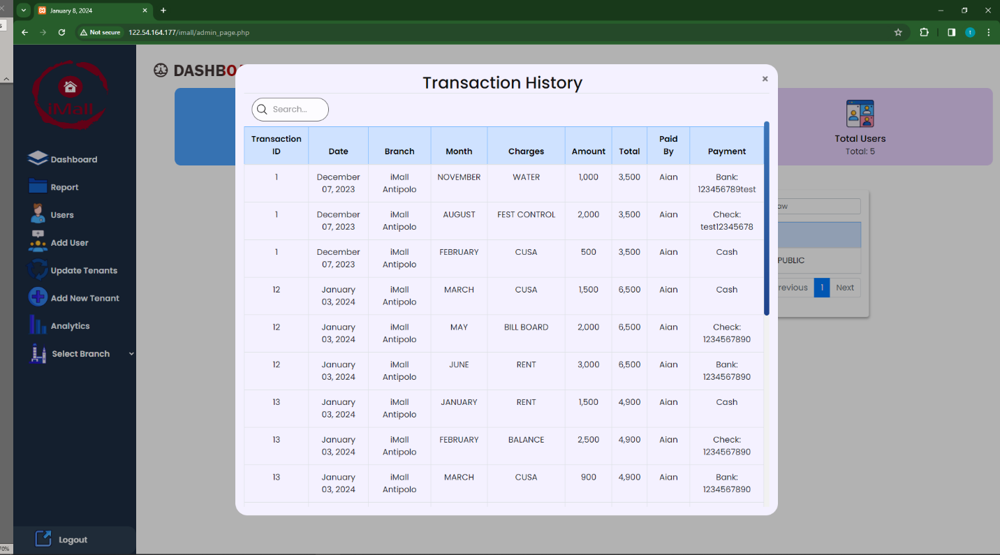 January 8, 2024
Not secure 122.54.164.177/imall/admin_page.php
t
iMall
Dashboard
Report
Users
Add User
Update Tenants
Add New Tenant
Analytics
Select Branch
Logout
70%
DASHBO
Total Users
Total: 5
aw
PUBLIC
revious 1 Next
Transaction History
×
Search...
Transaction ID Date Branch Month Charges Amount Total Paid By Payment
1 December 07, 2023 iMall Antipolo NOVEMBER WATER 1,000 3,500 Aian Bank: 123456789test
1 December 07, 2023 iMall Antipolo AUGUST FEST CONTROL 2,000 3,500 Aian Check: test12345678
1 December 07, 2023 iMall Antipolo FEBRUARY CUSA 500 3,500 Aian Cash
12 January 03, 2024 iMall Antipolo MARCH CUSA 1,500 6,500 Aian Cash
12 January 03, 2024 iMall Antipolo MAY BILL BOARD 2,000 6,500 Aian Check: 1234567890
12 January 03, 2024 iMall Antipolo JUNE RENT 3,000 6,500 Aian Bank: 1234567890
13 January 03, 2024 iMall Antipolo JANUARY RENT 1,500 4,900 Aian Cash
13 January 03, 2024 iMall Antipolo FEBRUARY BALANCE 2,500 4,900 Aian Check: 1234567890
13 January 03, 2024 iMall Antipolo MARCH CUSA 900 4,900 Aian Bank: 1234567890